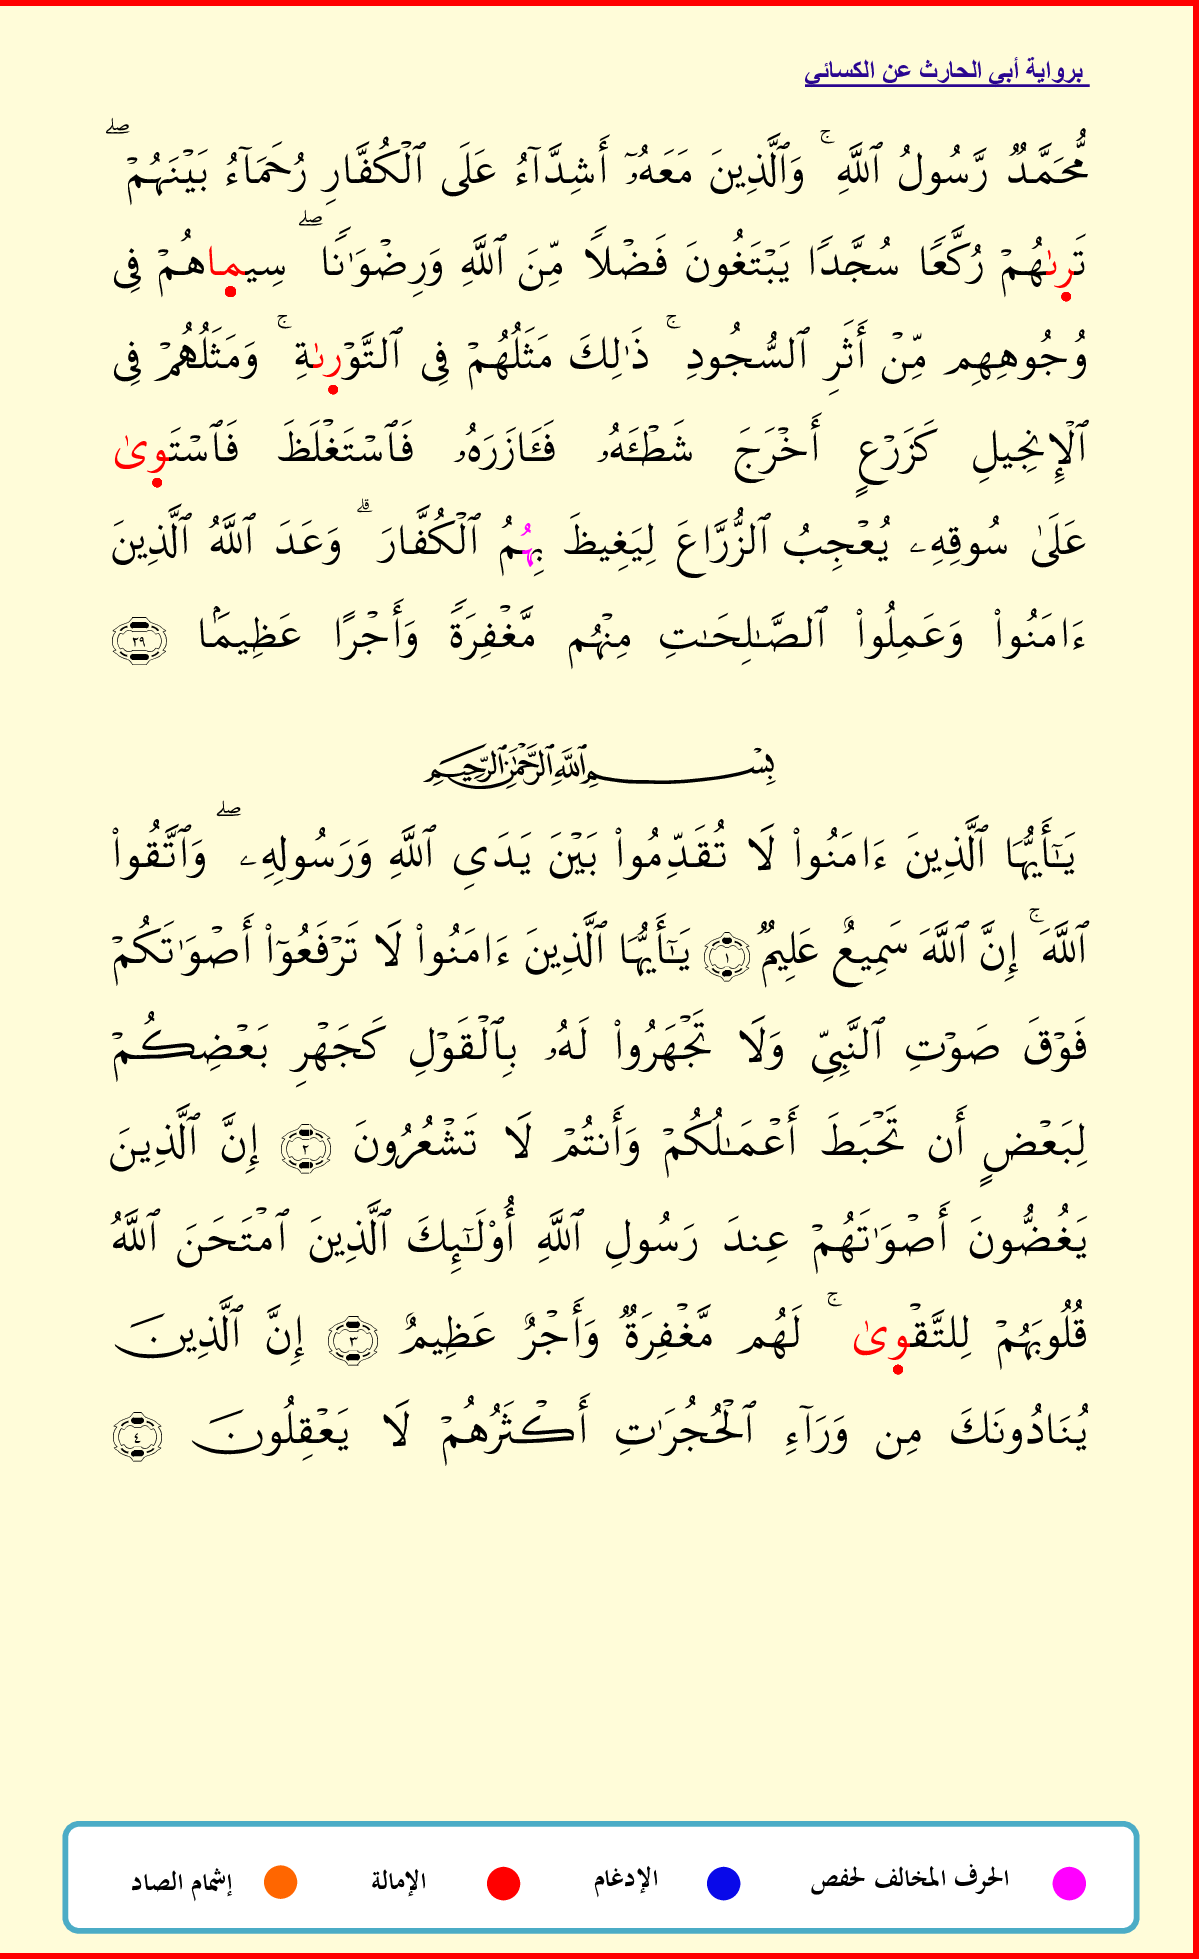 برواية أبي الحارث عن الكسائي
مُّحَمَّدٌ رَّسُولُ ٱللَّهِۚ وَٱلَّذِينَ مَعَهُۥٓ أَشِدَّآءُ عَلَى ٱلۡكُفَّارِ رُحَمَآءُ بَيۡنَهُمۡۖ
تَرِىٰهُمۡ رُكَّعٗا سُجَّدٗا يَبۡتَغُونَ فَضۡلٗا مِّنَ ٱللَّهِ وَرِضۡوَٰنٗاۖ سِيمِاهُمۡ فِي
وُجُوهِهِم مِّنۡ أَثَرِ ٱلسُّجُودِۚ ذَٰلِكَ مَثَلُهُمۡ فِي ٱلتَّوۡرِىٰةِۚ وَمَثَلُهُمۡ فِي
ٱلۡإِنجِيلِ كَزَرۡعٍ أَخۡرَجَ شَطۡـَٔهُۥ فَـَٔازَرَهُۥ فَٱسۡتَغۡلَظَ فَٱسۡتَوِىٰ
عَلَىٰ سُوقِهِۦ يُعۡجِبُ ٱلزُّرَّاعَ لِيَغِيظَ بِهُمُ ٱلۡكُفَّارَۗ وَعَدَ ٱللَّهُ ٱلَّذِينَ
ءَامَنُواْ وَعَمِلُواْ ٱلصَّـٰلِحَـٰتِ مِنۡهُم مَّغۡفِرَةٗ وَأَجۡرًا عَظِيمَۢا ٢٩
بِسۡمِ ٱللَّهِ ٱلرَّحۡمَٰنِ ٱلرَّحِيمِ
يَـٰٓأَيُّهَا ٱلَّذِينَ ءَامَنُواْ لَا تُقَدِّمُواْ بَيۡنَ يَدَيِ ٱللَّهِ وَرَسُولِهِۦۖ وَٱتَّقُواْ
ٱللَّهَۚ إِنَّ ٱللَّهَ سَمِيعٌ عَلِيمٞ ١ يَـٰٓأَيُّهَا ٱلَّذِينَ ءَامَنُواْ لَا تَرۡفَعُوٓاْ أَصۡوَٰتَكُمۡ
فَوۡقَ صَوۡتِ ٱلنَّبِيِّ وَلَا تَجۡهَرُواْ لَهُۥ بِٱلۡقَوۡلِ كَجَهۡرِ بَعۡضِكُمۡ
لِبَعۡضٍ أَن تَحۡبَطَ أَعۡمَـٰلُكُمۡ وَأَنتُمۡ لَا تَشۡعُرُونَ ٢ إِنَّ ٱلَّذِينَ
يَغُضُّونَ أَصۡوَٰتَهُمۡ عِندَ رَسُولِ ٱللَّهِ أُوْلَـٰٓئِكَ ٱلَّذِينَ ٱمۡتَحَنَ ٱللَّهُ
قُلُوبَهُمۡ لِلتَّقۡوِىٰۚ لَهُم مَّغۡفِرَةٞ وَأَجۡرٌ عَظِيمٌ ٣ إِنَّ ٱلَّذِينَ
يُنَادُونَكَ مِن وَرَآءِ ٱلۡحُجُرَٰتِ أَكۡثَرُهُمۡ لَا يَعۡقِلُونَ ٤
الحرف المخالف لحفص الإدغام الإمالة إشمام الصاد